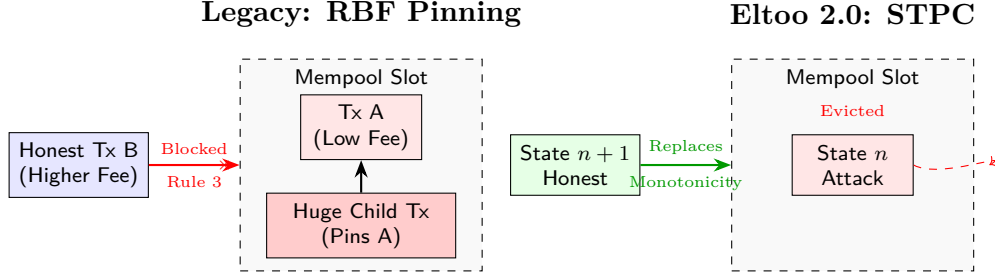 Legacy: RBF Pinning
Mempool Slot
Tx A
(Low Fee)
Honest Tx B
(Higher Fee)
Blocked
Rule 3
Huge Child Tx
(Pins A)
Eltoo 2.0: STPC
Mempool Slot
Evicted
State n + 1
Honest
Replaces
Monotonicity
State n
Attack